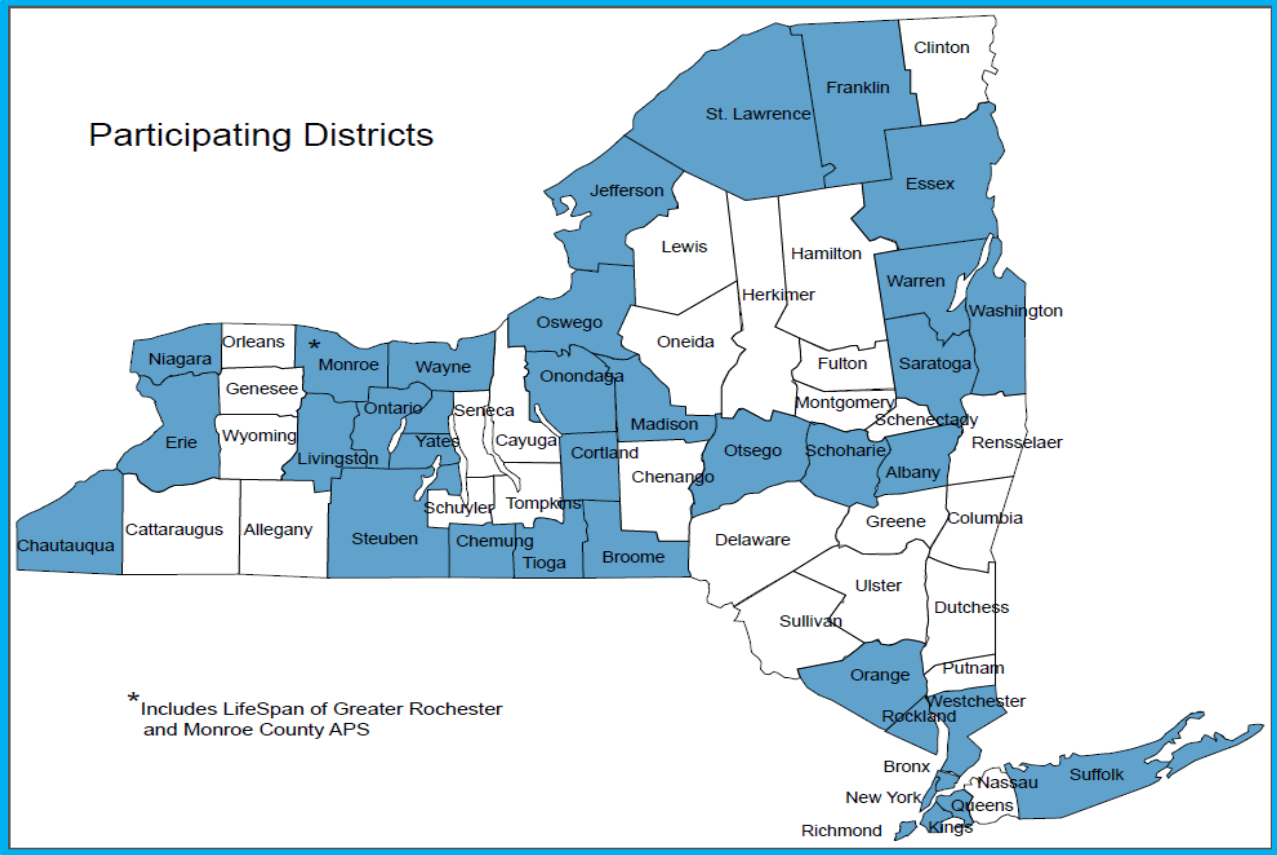 Participating Districts
Clinton
Franklin
St. Lawrence
Essex
Jefferson
Lewis
Hamilton
Warren
Herkimer
Washington
Oswego
Oneida
Orleans
Niagara
*
Monroe
Wayne
Fulton
Saratoga
Onondaga
Genesee
Ontario
Seneca
Montgomery
Schenectady
Madison
Wyoming
Erie
Yates
Cayuga
Rensselaer
Livingston
Cortland
Otsego
Schoharie
Albany
Chenango
Schuyler
Tompkins
Greene
Columbia
Cattaraugus
Allegany
Steuben
Chemung
Delaware
Chautauqua
Tioga
Broome
Ulster
Dutchess
Sullivan
Putnam
Orange
Westchester
Rockland
*Includes LifeSpan of Greater Rochester
and Monroe County APS
Bronx
Suffolk
Nassau
New York
Queens
Richmond
Kings